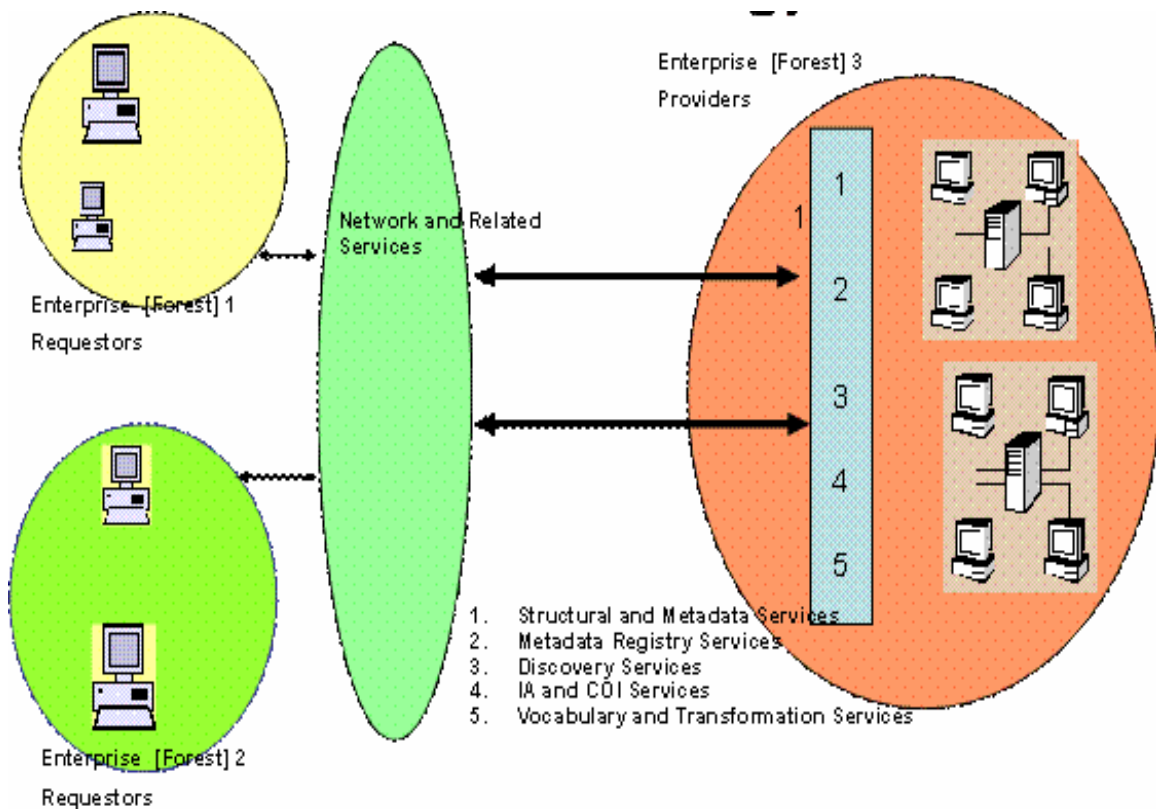 Enterprise [Forest] 3
Providers
Network and Related
Services
Enterprise [Forest] 1
Requestors
1
1
2
3
4
5
1. Structural and Metadata Services
2. Metadata Registry Services
3. Discovery Services
4. IA and COI Services
5. Vocabulary and Transformation Services
Enterprise [Forest] 2
Requestors